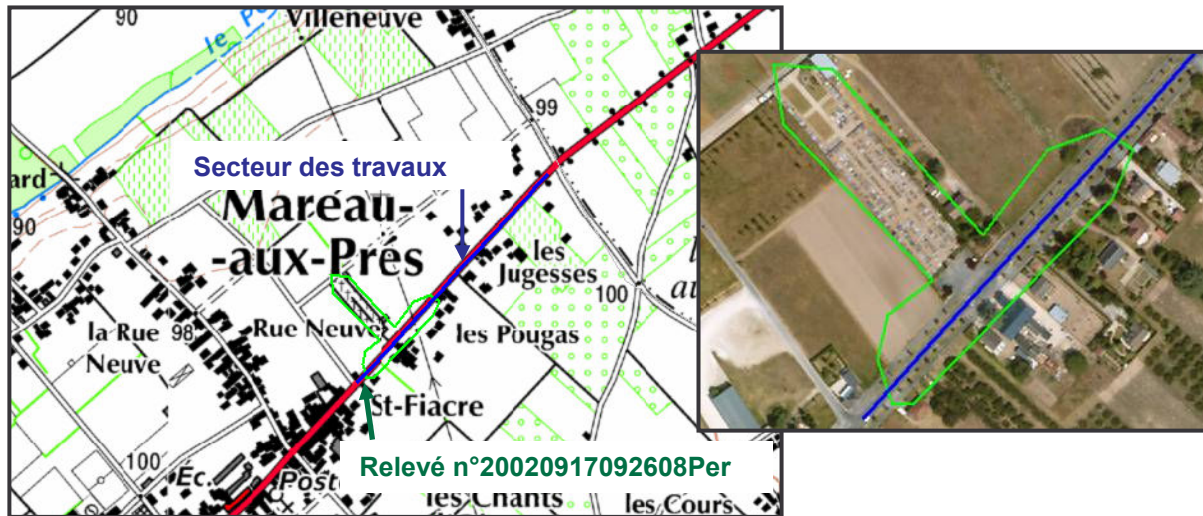 90
Villeneuve
99
Secteur des travaux
ard
Maréau-
-aux-Prés
90
les
Jugesses
100
la Rue
Neuve
98
Rue Neuve
les Pougas
St-Fiacre
100
Relevé n°20020917092608Per
Éc.
Post
les Chants
les Cours